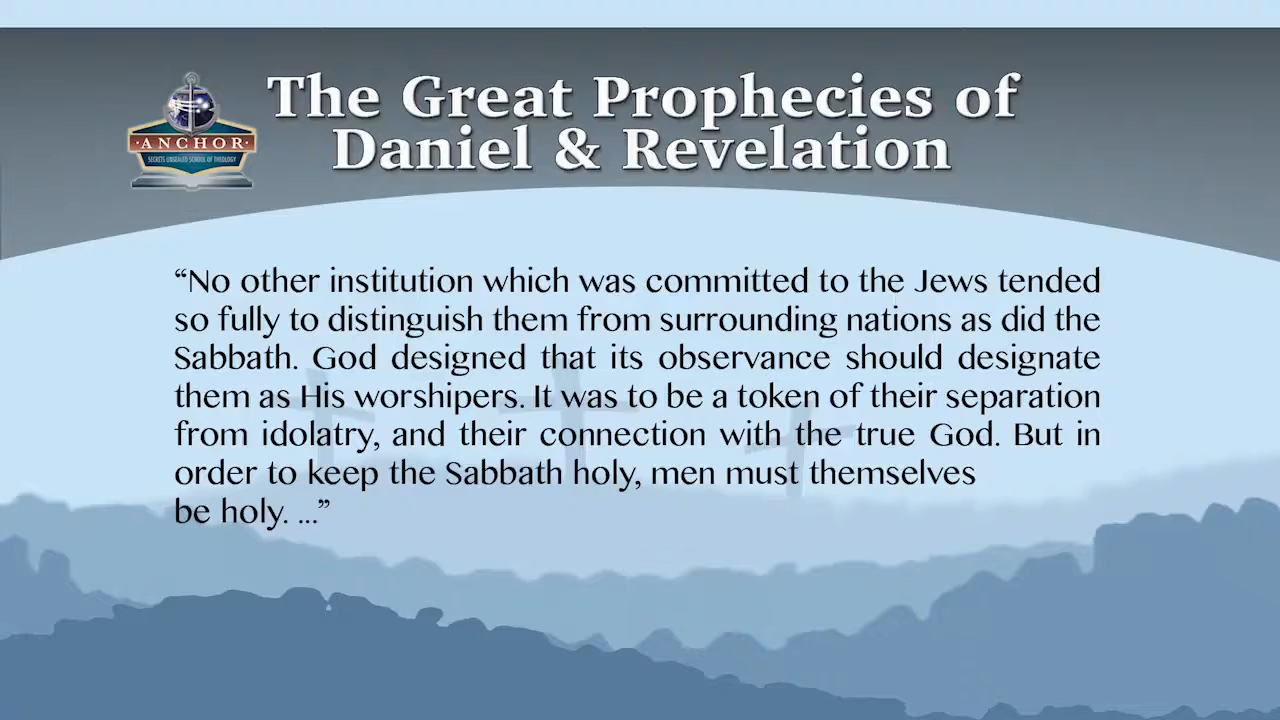 The Great Prophecies of
Daniel & Revelation
·ANCHOR·
SECRETS UNSEALED SCHOOL OF THEOLOGY
“No other institution which was committed to the Jews tended
so fully to distinguish them from surrounding nations as did the
Sabbath. God designed that its observance should designate
them as His worshipers. It was to be a token of their separation
from idolatry, and their connection with the true God. But in
order to keep the Sabbath holy, men must themselves
be holy. ...”